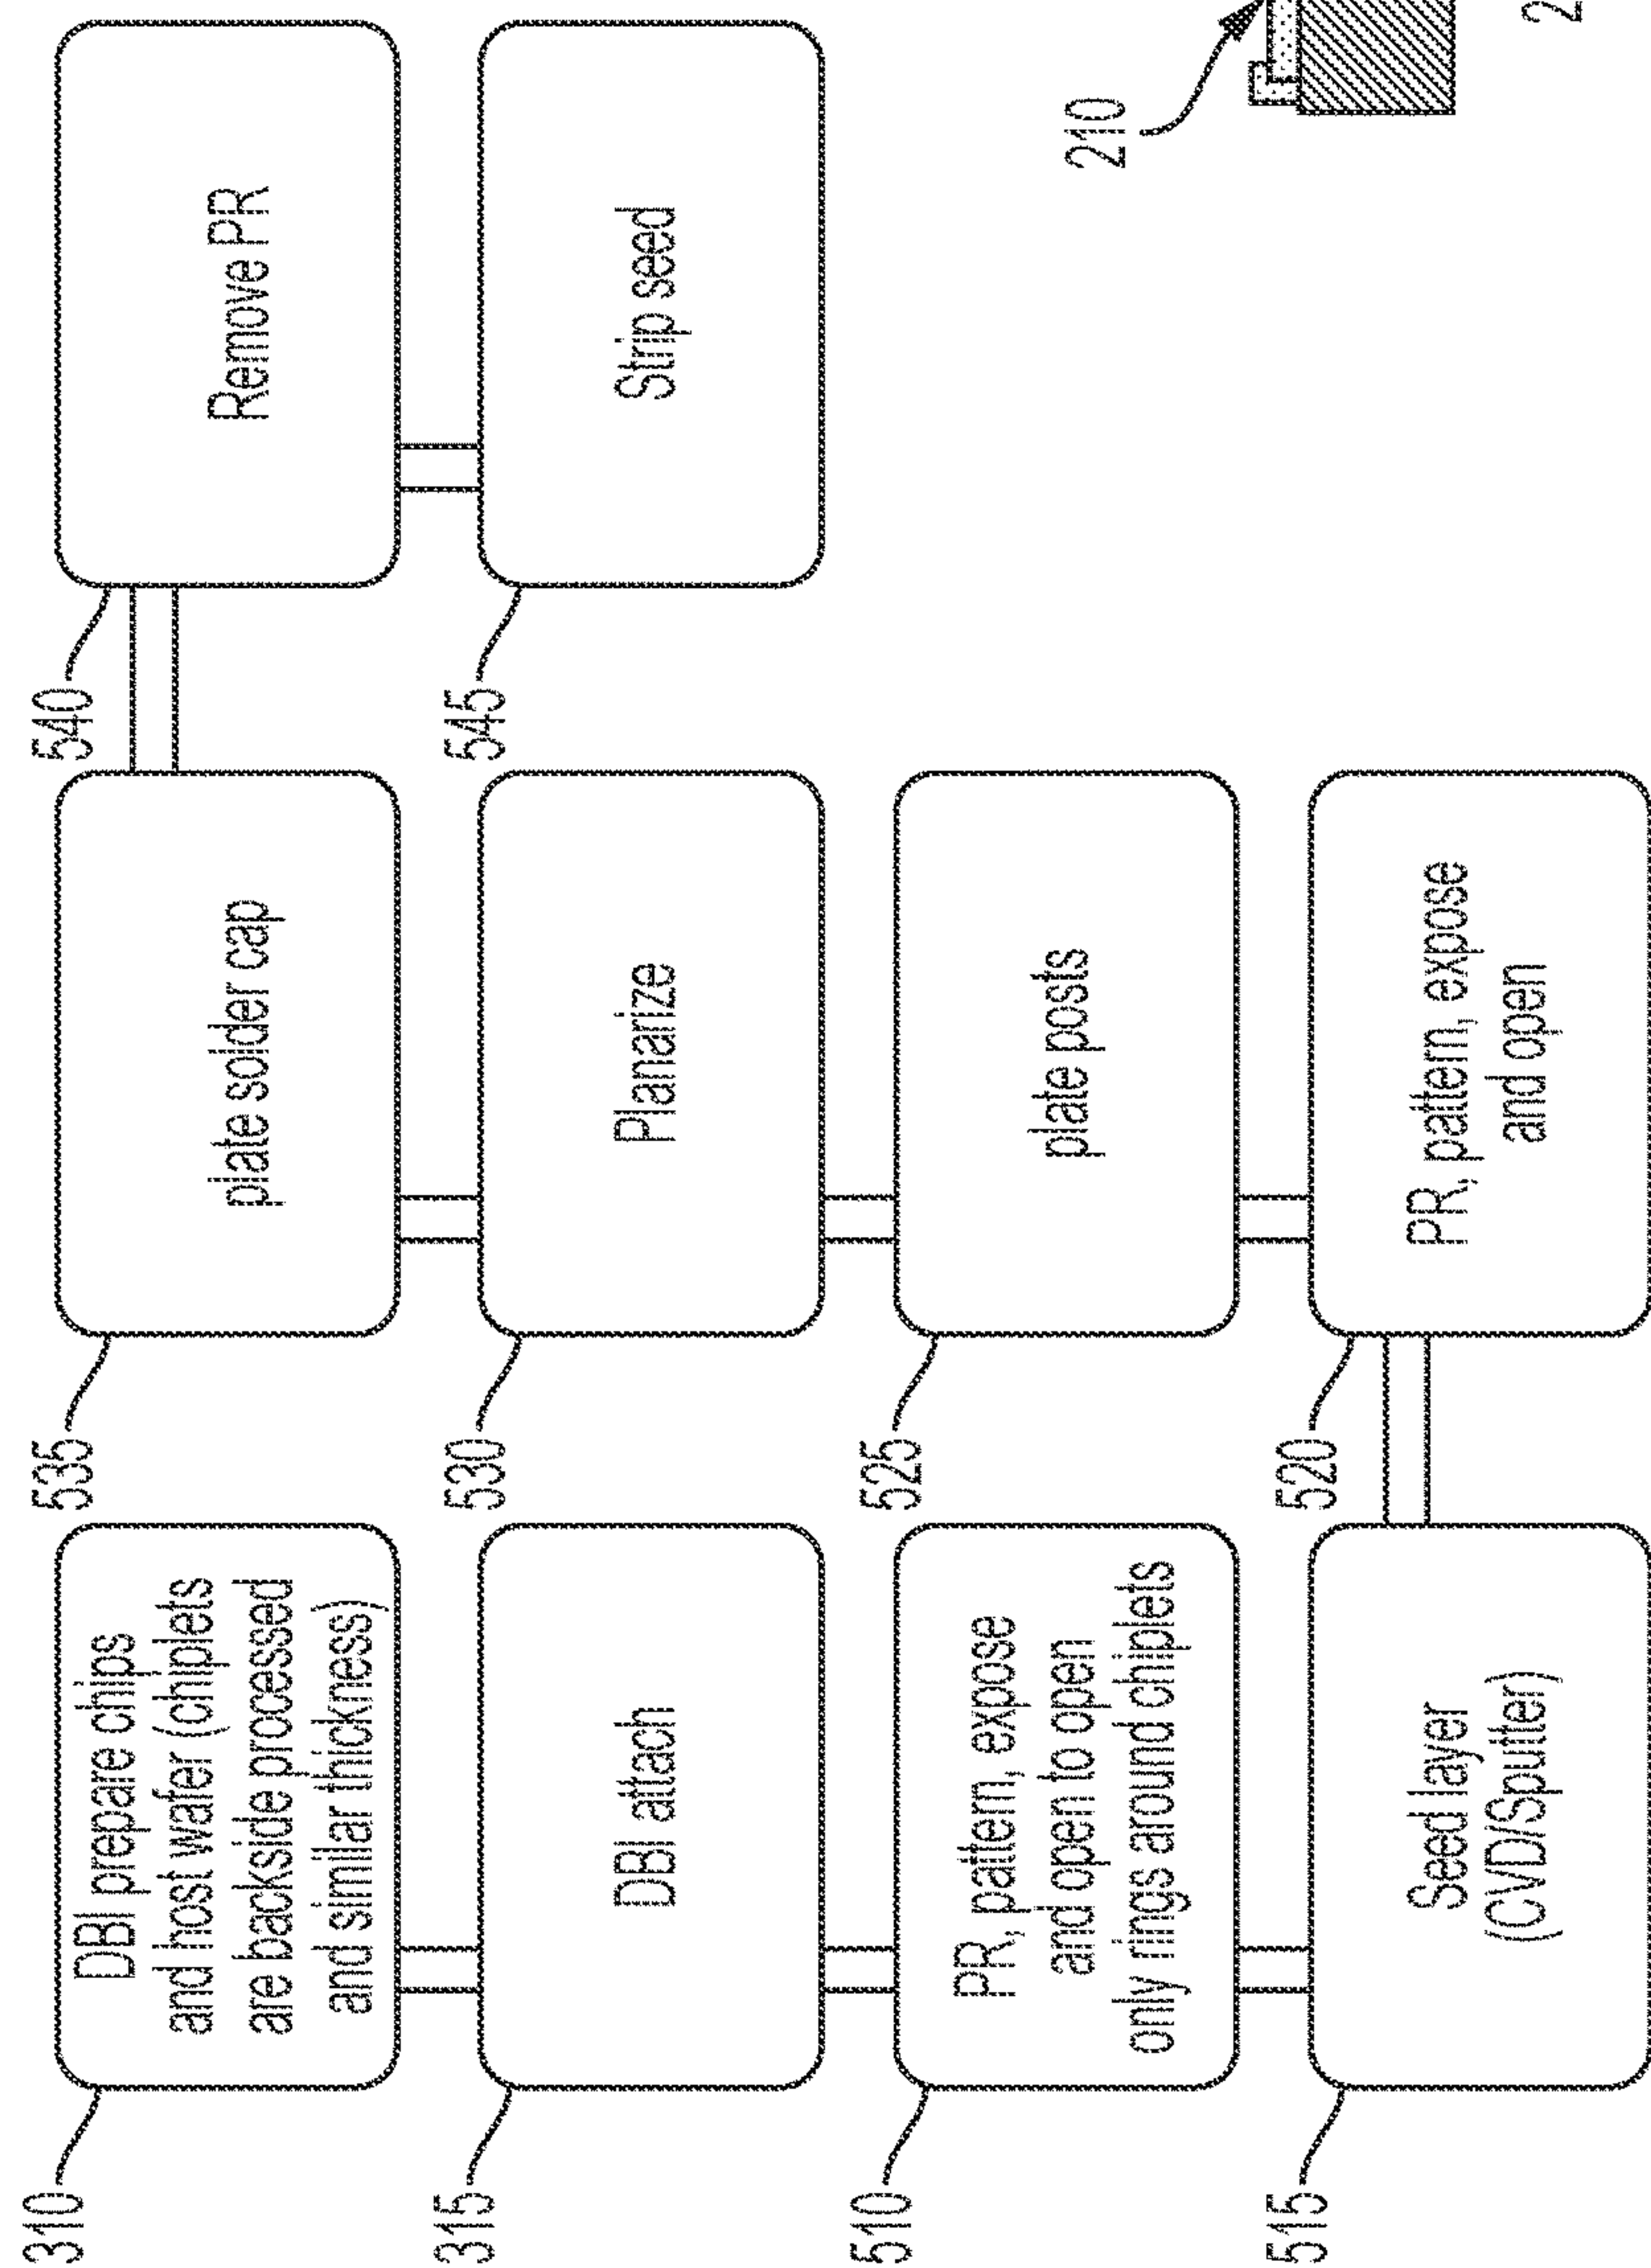 310
DBI prepare chips
and host wafer (chiplets
are backside processed
and similar thickness)
315
DBI attach
510
PR, pattern, expose
and open to open
only rings around chiplets
515
Seed layer
(CVD/Sputter)
520
PR, pattern, expose
and open
525
plate posts
530
Planarize
535
plate solder cap
540
Remove PR
545
Strip seed
210
2